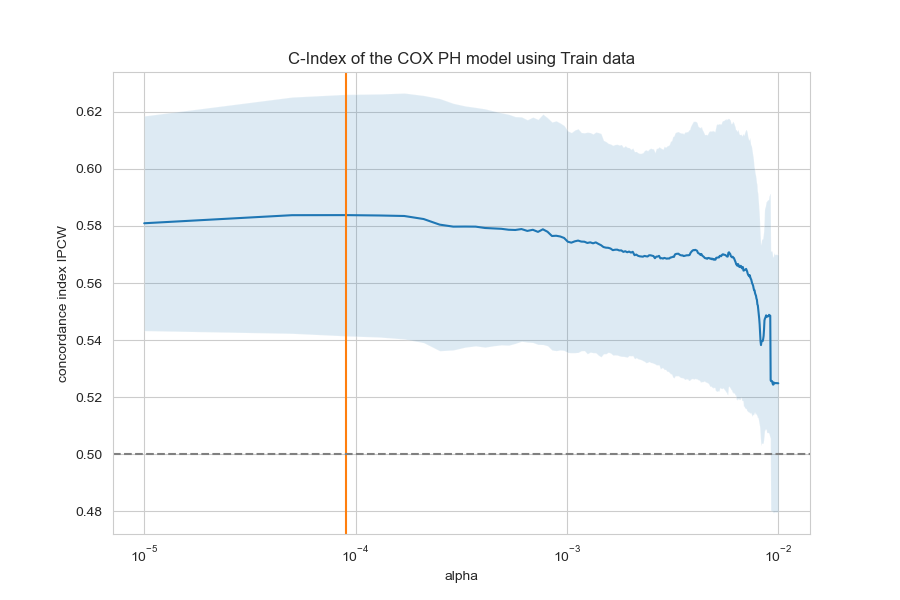 C-Index of the COX PH model using Train data
concordance index IPCW
0.62
0.60
0.58
0.56
0.54
0.52
0.50
0.48
10⁻⁵ 10⁻⁴ 10⁻³ 10⁻²
alpha